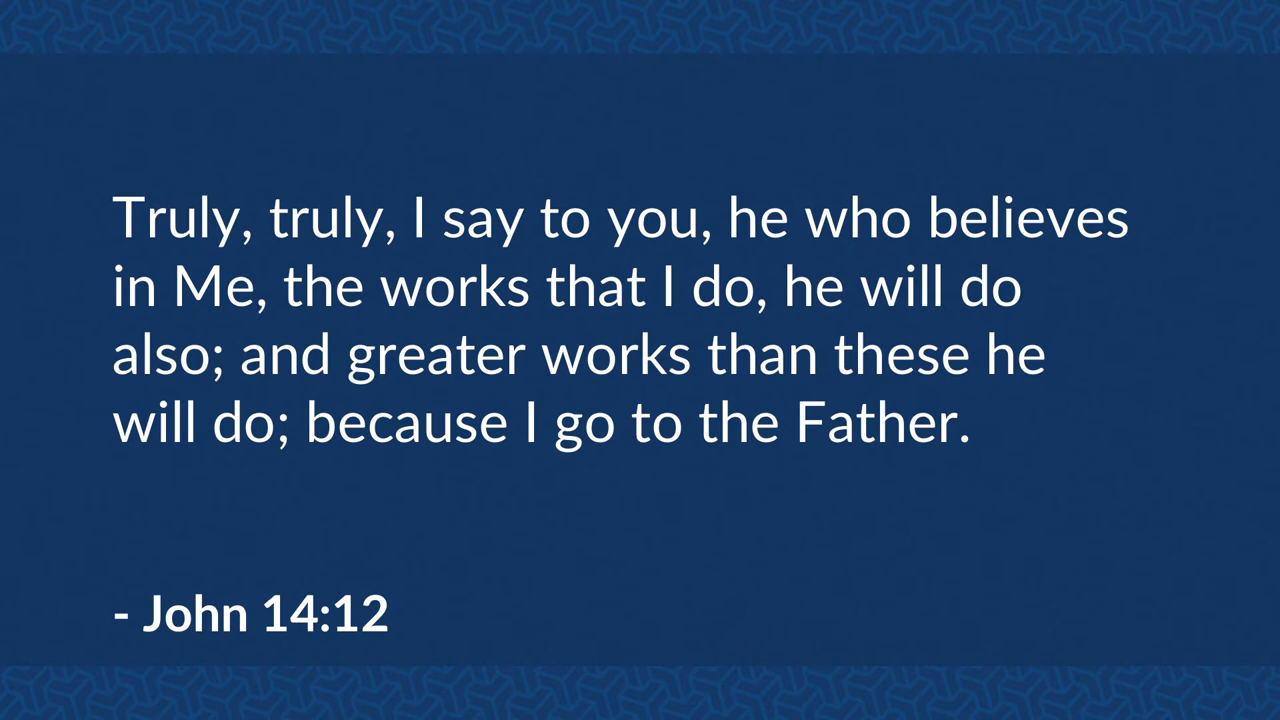 Truly, truly, I say to you, he who believes
in Me, the works that I do, he will do
also; and greater works than these he
will do; because I go to the Father.
- John 14:12